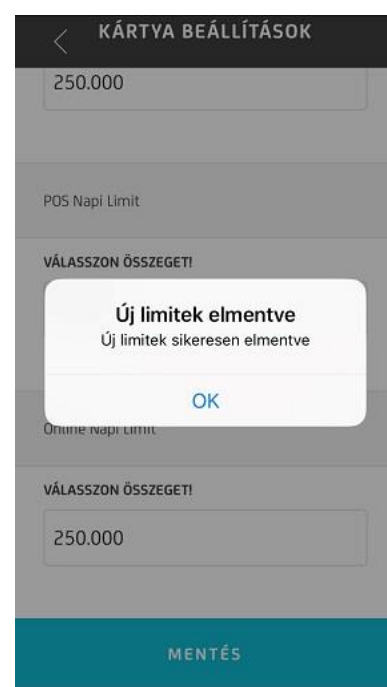 KÁRTYA BEÁLLÍTÁSOK
250.000
POS Napi Limit
VÁLASSZON ÖSSZEGET!
Új limitek elmentve
Új limitek sikeresen elmentve
OK
Online Napi Limit
VÁLASSZON ÖSSZEGET!
250.000
MENTÉS